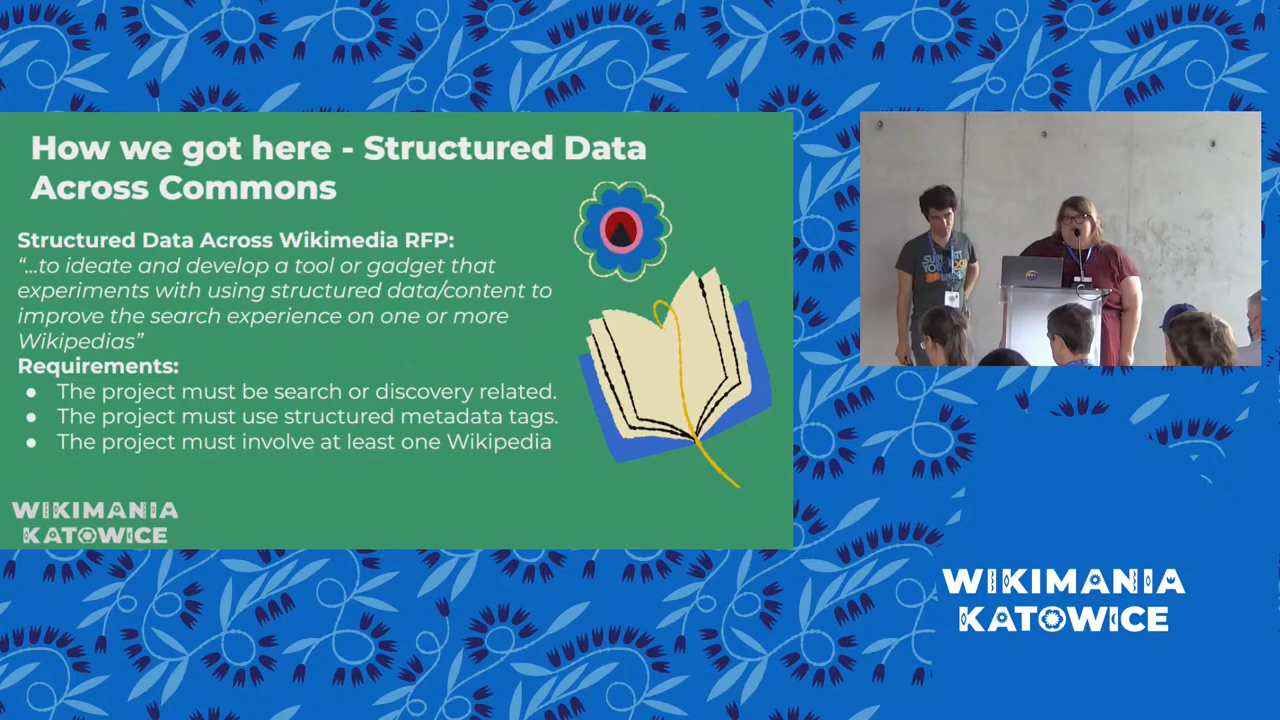 How we got here - Structured Data
Across Commons
Structured Data Across Wikimedia RFP:
“...to ideate and develop a tool or gadget that
experiments with using structured data/content to
improve the search experience on one or more
Wikipedias”
Requirements:
● The project must be search or discovery related.
● The project must use structured metadata tags.
● The project must involve at least one Wikipedia
WIKIMANIA
KATOWICE
WIKIMANIA
KATOWICE